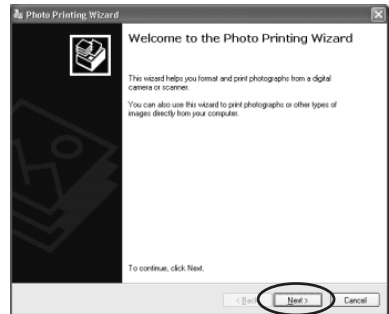 Photo Printing Wizard
Welcome to the Photo Printing Wizard
This wizard helps you format and print photographs from a digital
camera or scanner.
You can also use this wizard to print photographs or other types of
images directly from your computer.
To continue, click Next.
< Back Next > Cancel